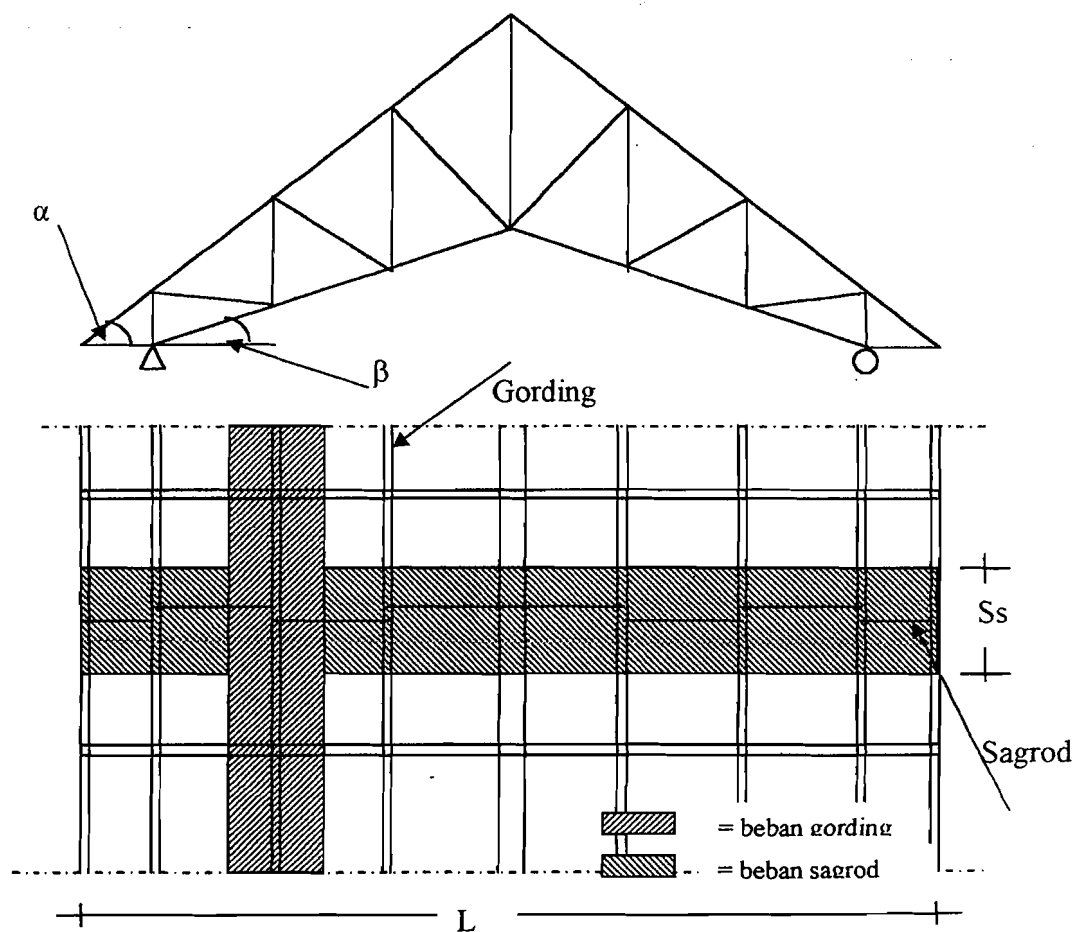 α
β
Gording
Ss
Sagrod
= beban gording
= beban sagrod
L